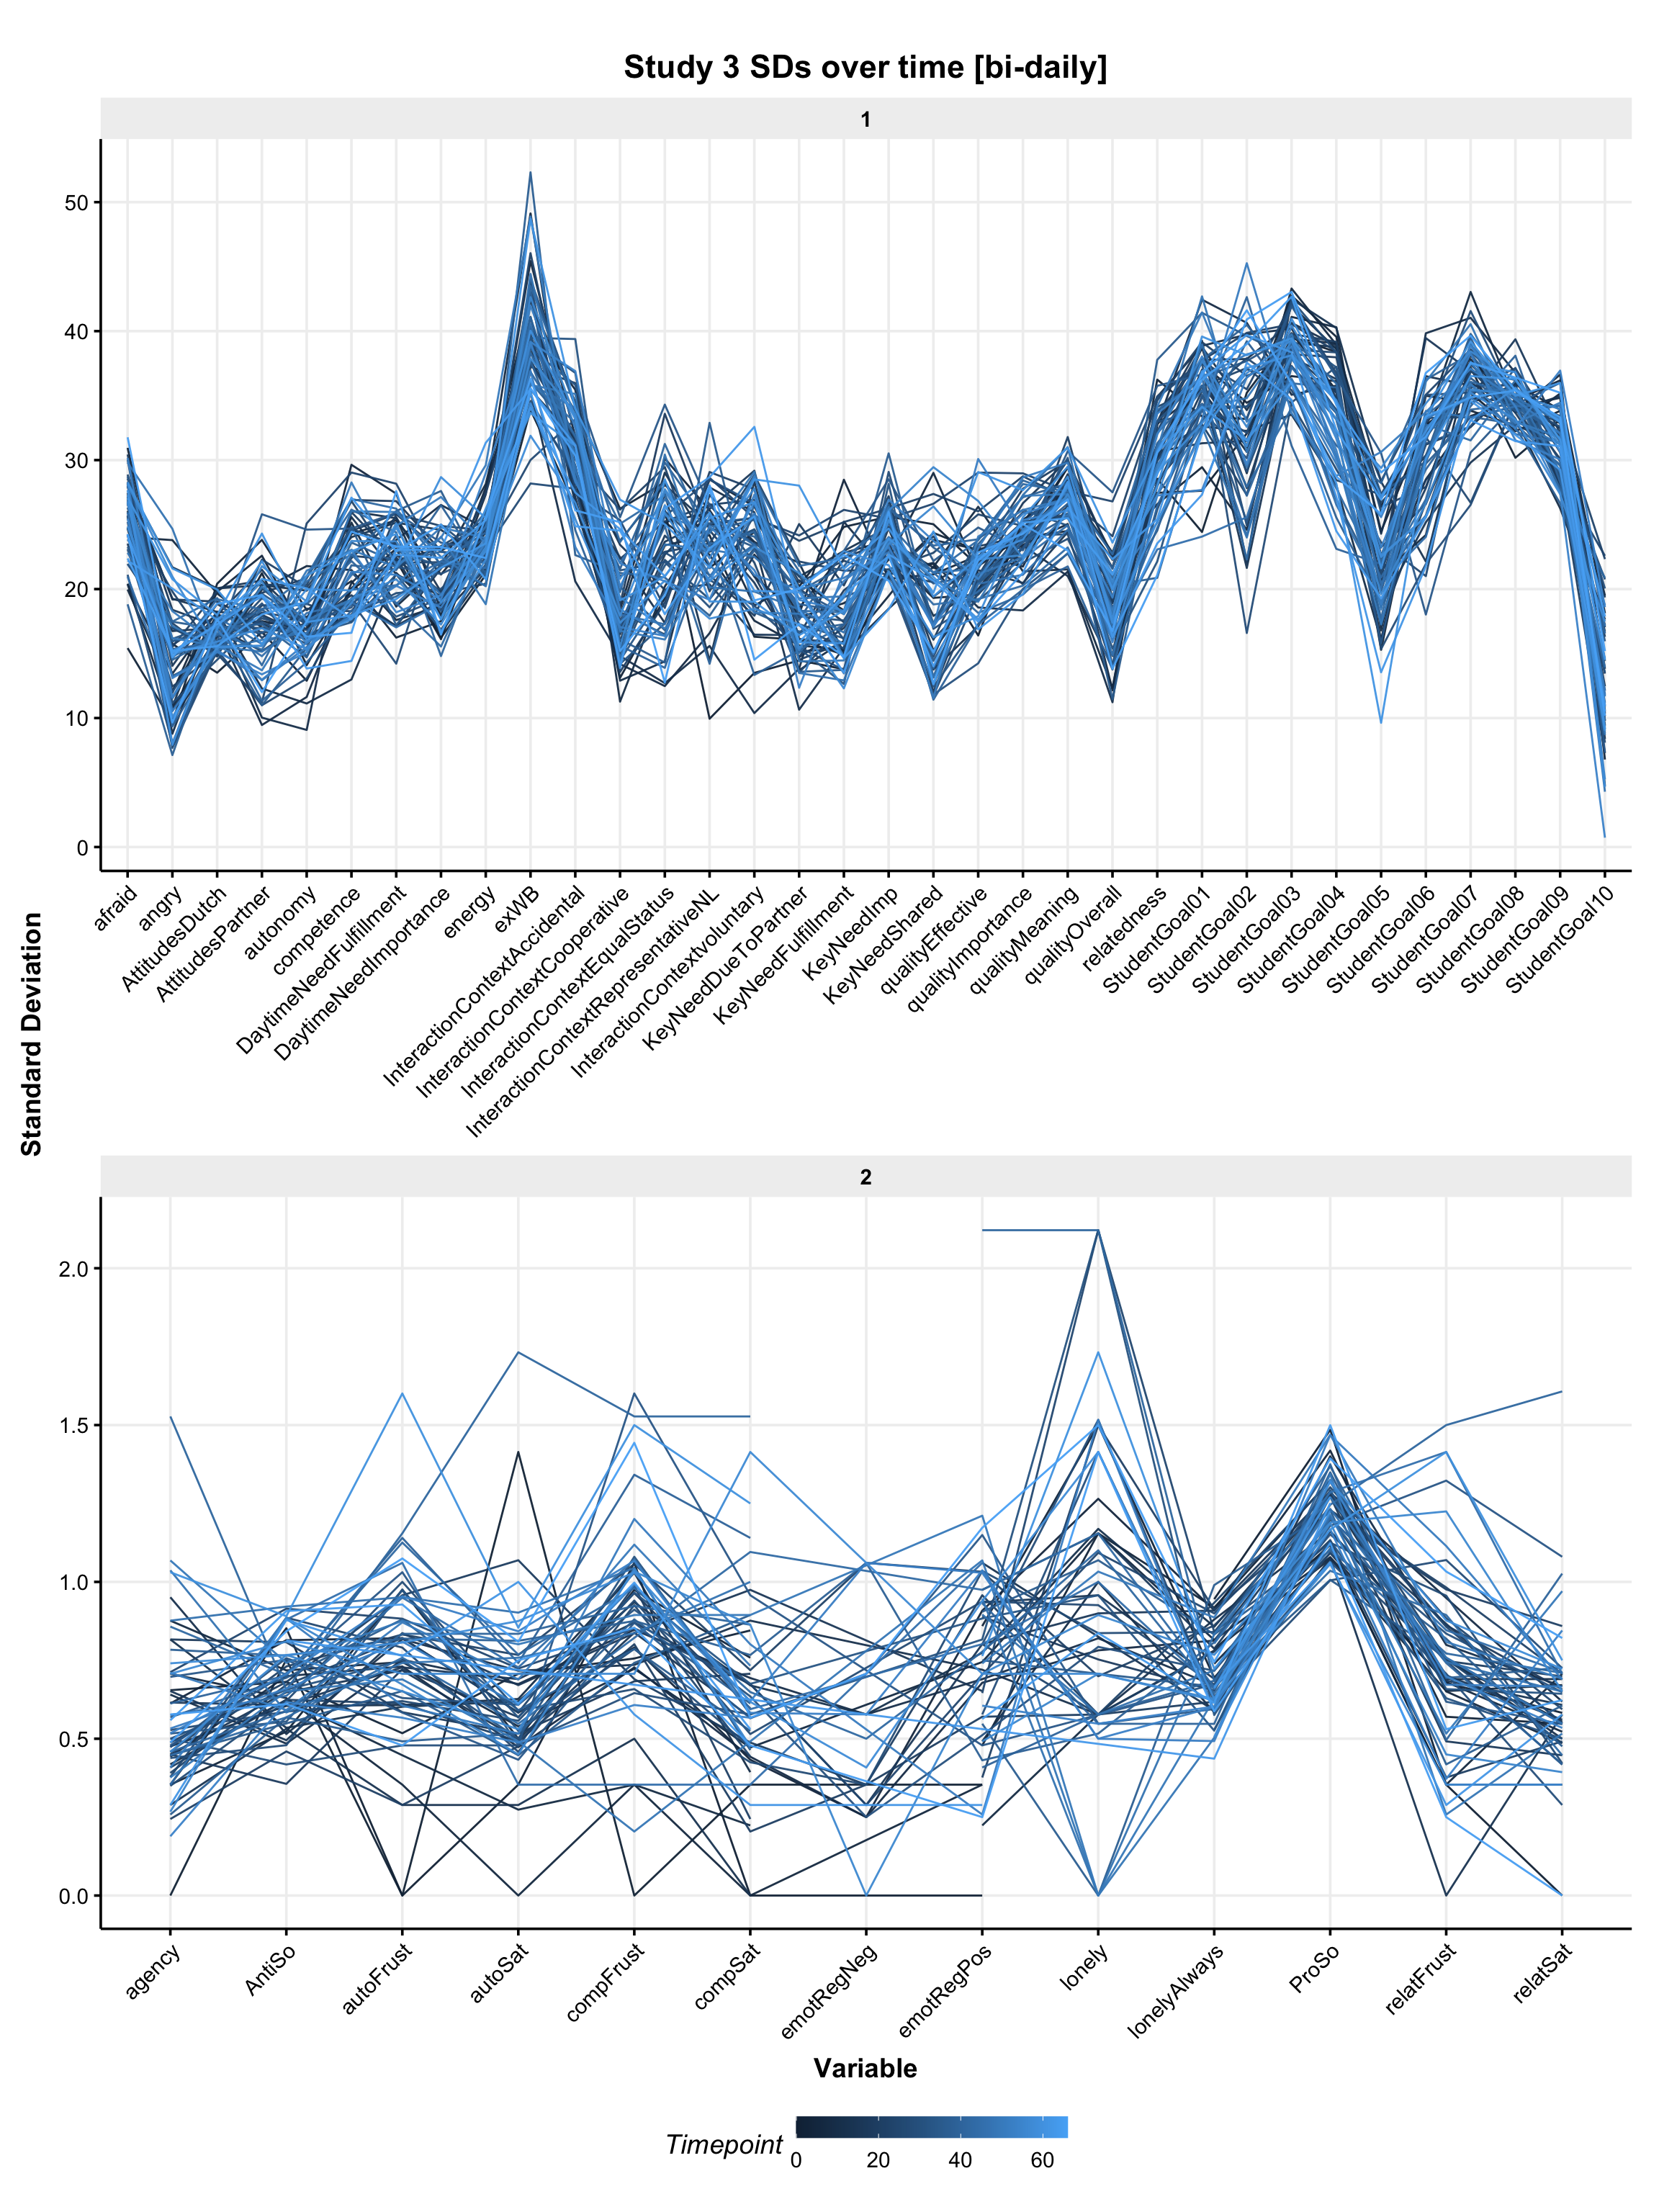 Study 3 SDs over time [bi-daily]
1
50
40
30
20
10
0
afraid
angry
AttitudesDutch
AttitudesPartner
autonomy
competence
DaytimeNeedFulfillment
DaytimeNeedImportance
energy
exWB
InteractionContextAccidental
InteractionContextCooperative
InteractionContextEqualStatus
InteractionContextRepresentativeNL
InteractionContextvoluntary
KeyNeedDueToPartner
KeyNeedFulfillment
KeyNeedImp
KeyNeedShared
qualityEffective
qualityImportance
qualityMeaning
qualityOverall
relatedness
StudentGoal01
StudentGoal02
StudentGoal03
StudentGoal04
StudentGoal05
StudentGoal06
StudentGoal07
StudentGoal08
StudentGoal09
StudentGoal10
Standard Deviation
2
2.0
1.5
1.0
0.5
0.0
agency
AntiSo
autoFrust
autoSat
compFrust
compSat
emotRegNeg
emotRegPos
lonely
lonelyAlways
ProSo
relatFrust
relatSat
Variable
Timepoint
0 20 40 60